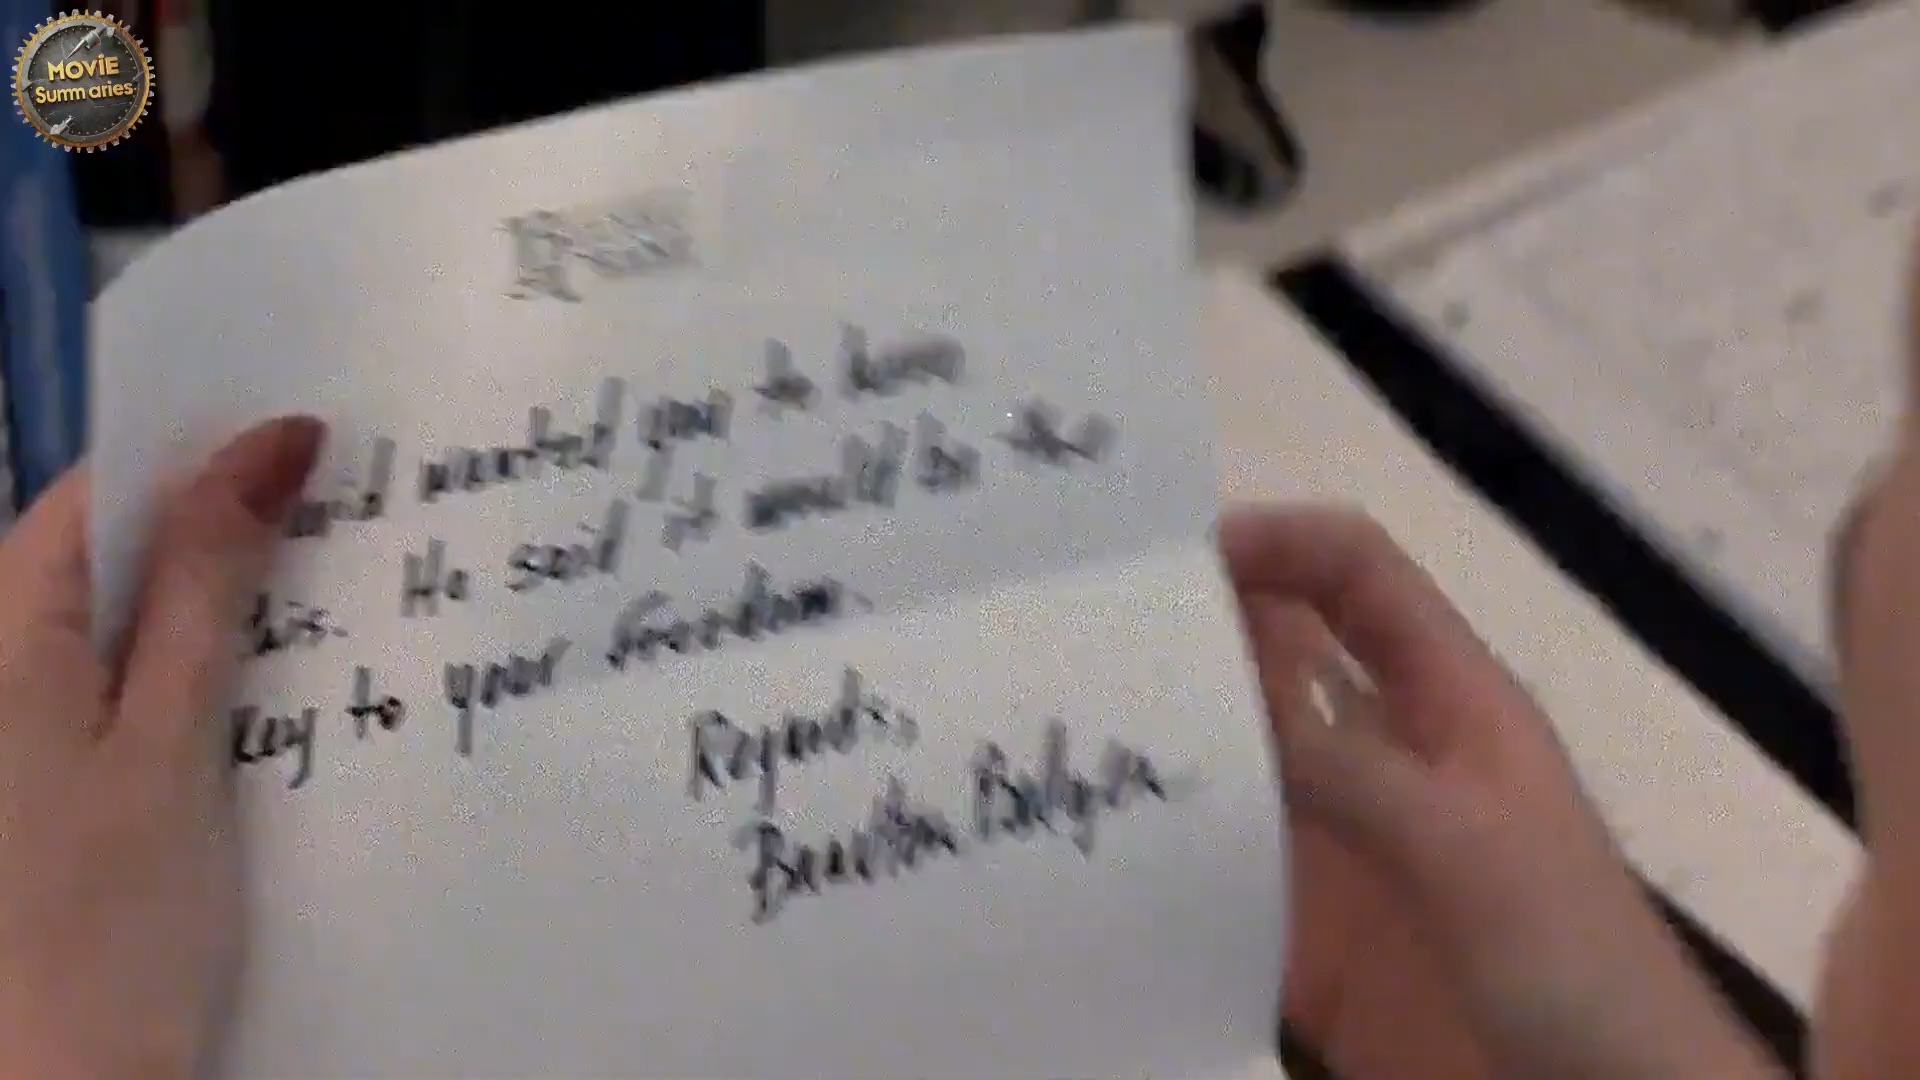 MOViE
Summaries
wanted you to have
this. He said it would be the
key to your freedom.
Regards,